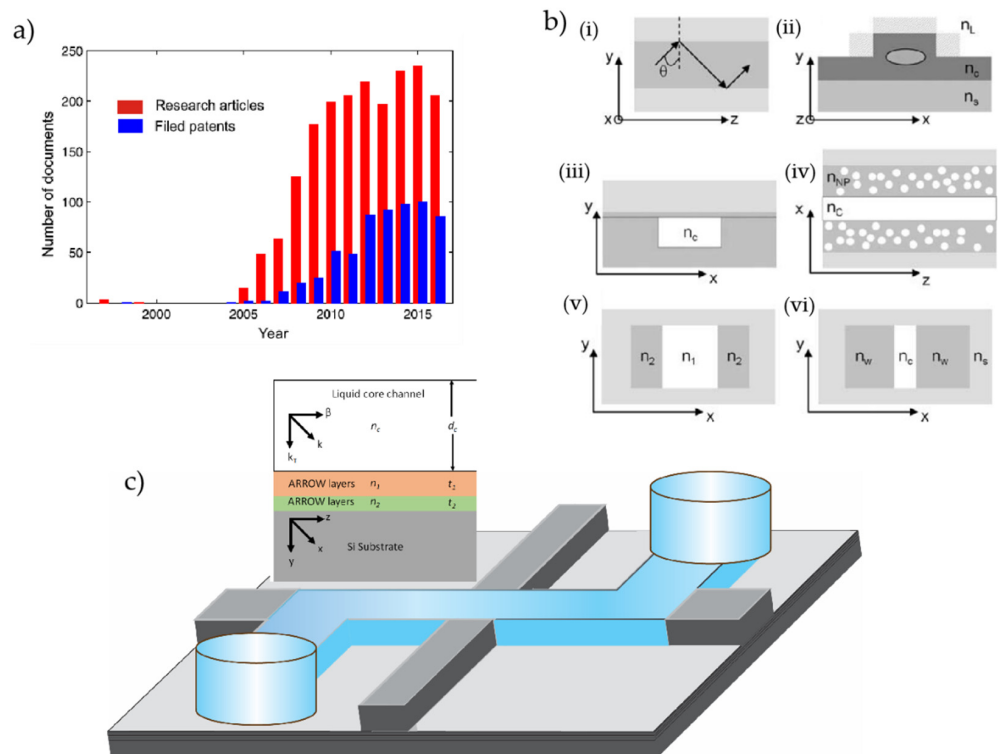 a)
250
200
150
100
50
0
Number of documents
Research articles
Filed patents
2000
2005
2010
2015
Year
b)
(i)
y
θ
x
z
(ii)
n_L
y
n_c
n_s
z
x
(iii)
y
n_c
x
(iv)
n_NP
n_C
x
z
(v)
y
n_2 n_1 n_2
x
(vi)
y
n_w n_c n_w n_s
x
c)
Liquid core channel
β
n_c
d_c
k
k_T
ARROW layers n_1 t_1
ARROW layers n_2 t_2
z
x
y
Si Substrate